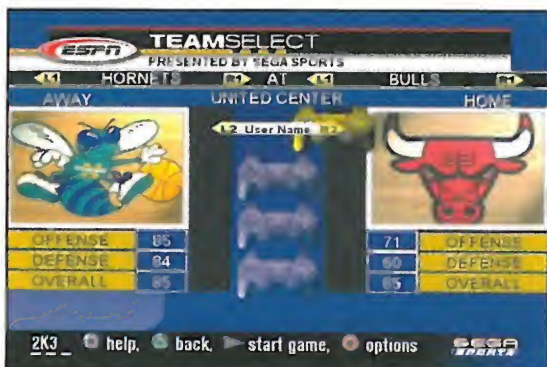 ESPN
TEAMSELECT
PRESENTED BY SEGA SPORTS
L1 HORNETS R1 AT L1 BULLS R1
AWAY UNITED CENTER HOME
L2 User Name R2
OFFENSE 85 71 OFFENSE
DEFENSE 84 60 DEFENSE
OVERALL 85 65 OVERALL
2K3 help, back, start game, options
SEGA
SPORTS